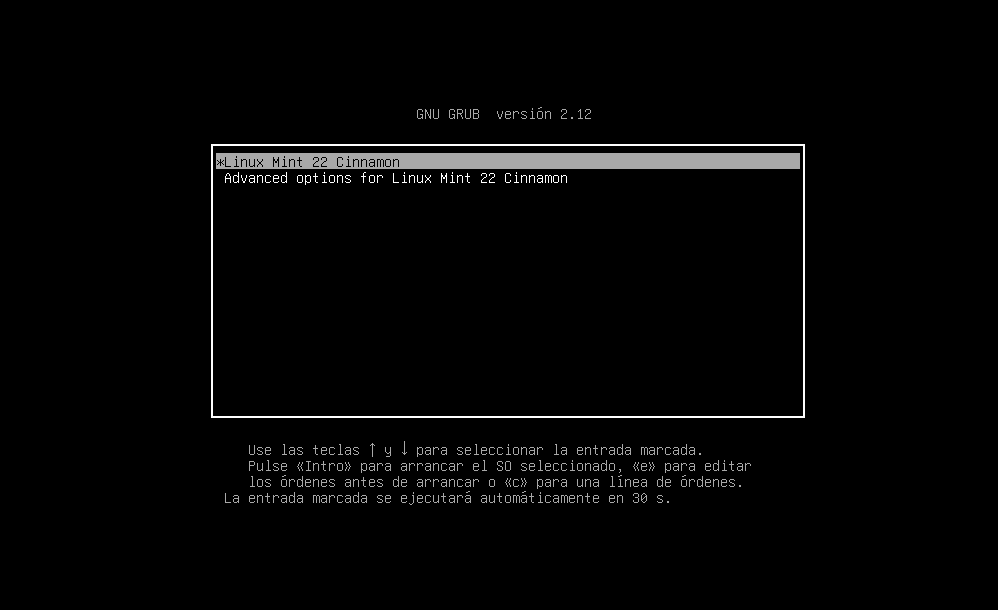 GNU GRUB  versión 2.12
*Linux Mint 22 Cinnamon
Advanced options for Linux Mint 22 Cinnamon
Use las teclas ↑ y ↓ para seleccionar la entrada marcada.
Pulse «Intro» para arrancar el SO seleccionado, «e» para editar
los órdenes antes de arrancar o «c» para una línea de órdenes.
La entrada marcada se ejecutará automáticamente en 30 s.